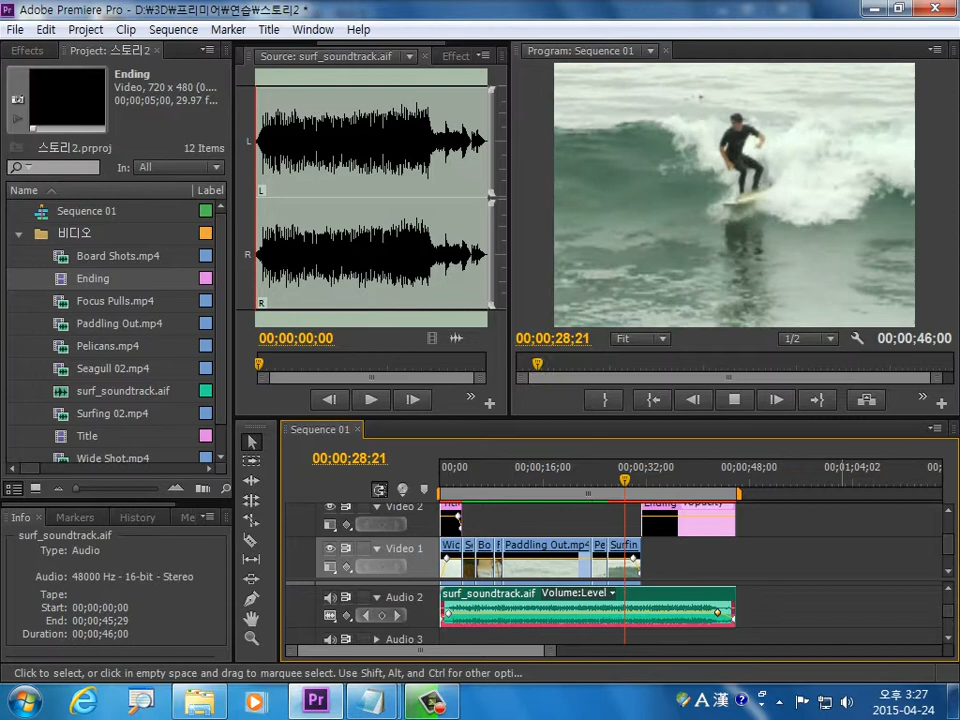 Adobe Premiere Pro - D:₩3D₩프리미어₩연습₩스토리2 *
File Edit Project Clip Sequence Marker Title Window Help
Effects
Project: 스토리2
Ending
Video, 720 x 480 (0....
00;00;05;00, 29.97 f...
스토리2.prproj
12 Items
In: All
Name
Label
Sequence 01
비디오
Board Shots.mp4
Ending
Focus Pulls.mp4
Paddling Out.mp4
Pelicans.mp4
Seagull 02.mp4
surf_soundtrack.aif
Surfing 02.mp4
Title
Wide Shot.mp4
Source: surf_soundtrack.aif
Effect
L
L
R
R
00;00;00;00
Program: Sequence 01
00;00;28;21
Fit
1/2
00;00;46;00
Info
Markers
History
Me
surf_soundtrack.aif
Type: Audio
Audio: 48000 Hz - 16-bit - Stereo
Tape:
Start: 00;00;00;00
End: 00;00;45;29
Duration: 00;00;46;00
Sequence 01
00;00;28;21
00;00
00;00;16;00
00;00;32;00
00;00;48;00
00;01;04;02
00;
Video 2
Ending
Video 1
Wic
Bo
Paddling Out.mp4
Pe
Surfin
Audio 2
surf_soundtrack.aif Volume:Level
Audio 3
Click to select, or click in empty space and drag to marquee select. Use Shift, Alt, and Ctrl for other opti...
Pr
A 漢
오후 3:27
2015-04-24